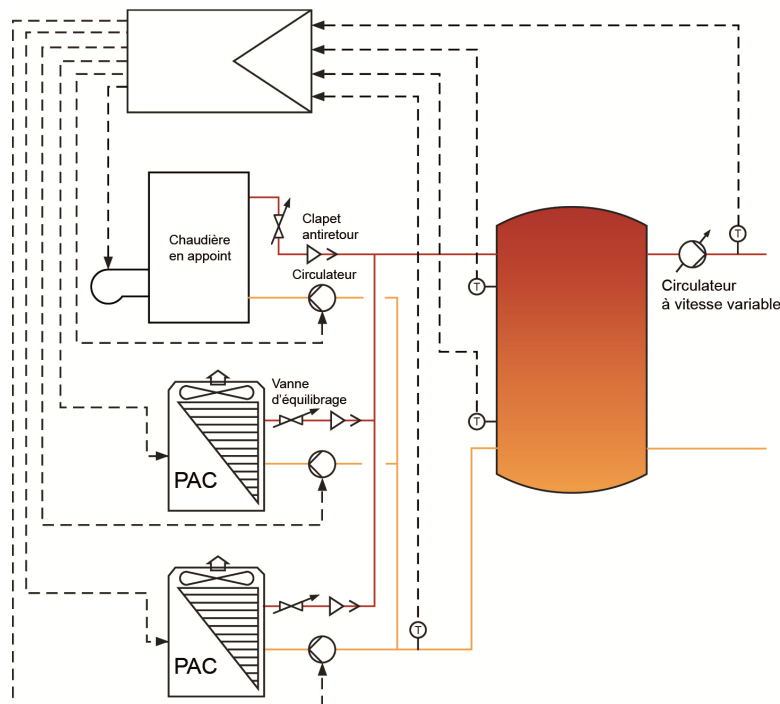 Chaudière
en appoint
Clapet
antiretour
Circulateur
T
T
T
Circulateur
à vitesse variable
Vanne
d'équilibrage
PAC
T
PAC